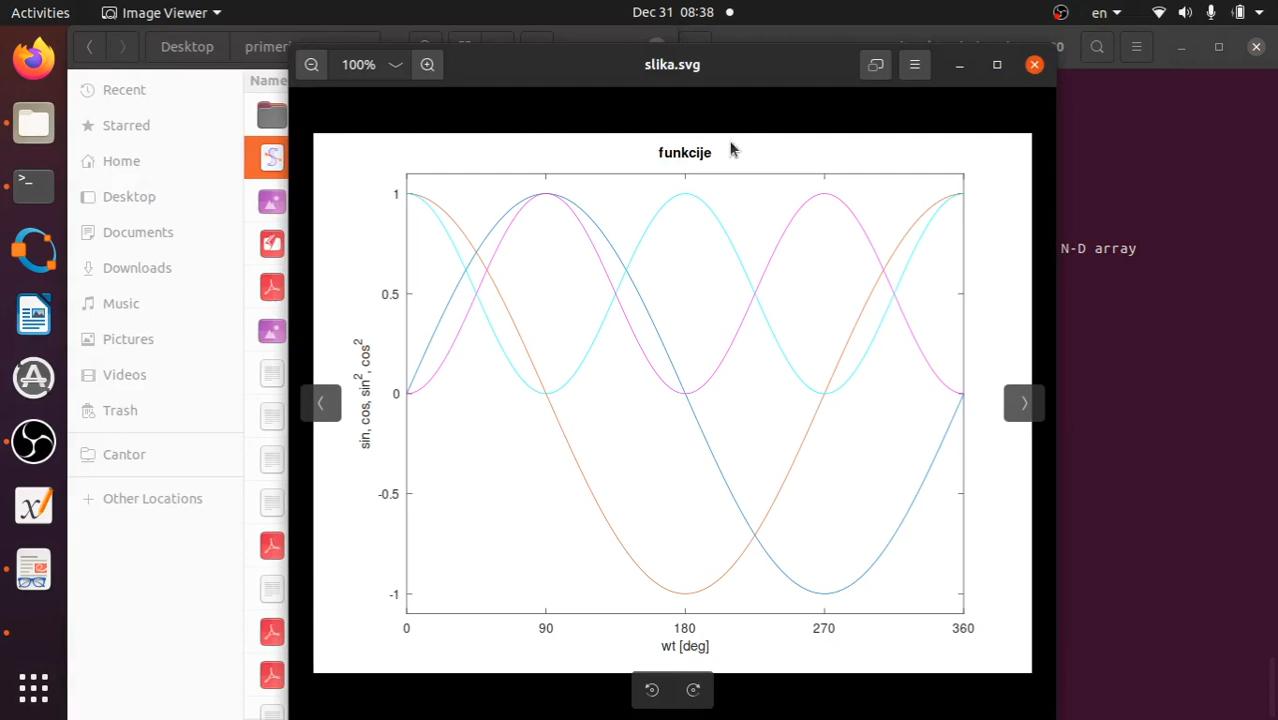 Activities
Image Viewer
Dec 31 08:38
en
Desktop
Name
Recent
Starred
Home
Desktop
Documents
Downloads
Music
Pictures
Videos
Trash
Cantor
Other Locations
100%
slika.svg
funkcije
1
0.5
0
-0.5
-1
sin, cos, sin2, cos2
0 90 180 270 360
wt [deg]
N-D array